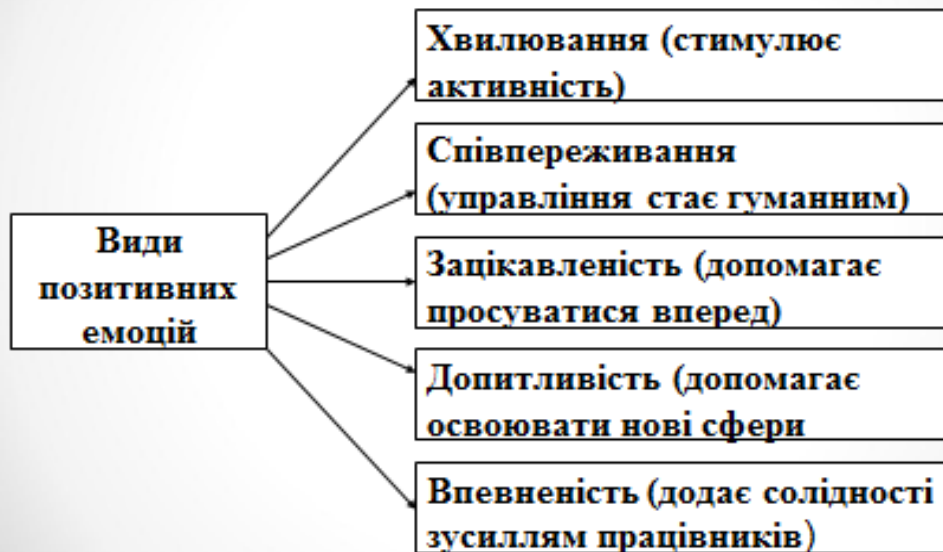 Види
позитивних
емоцій
Хвилювання (стимулює
активність)
Співпереживання
(управління стає гуманним)
Зацікавленість (допомагає
просуватися вперед)
Допитливість (допомагає
освоювати нові сфери
Впевненість (додає солідності
зусиллям працівників)